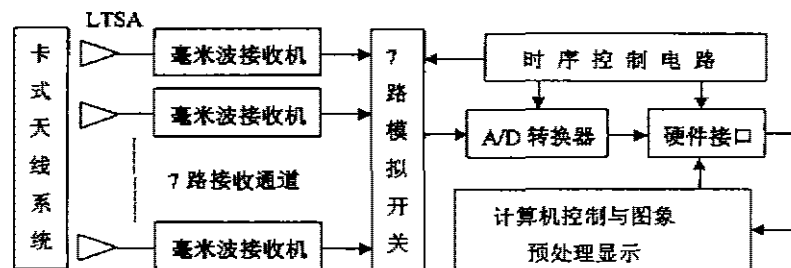 LTSA
卡式天线系统
毫米波接收机
毫米波接收机
7 路接收通道
毫米波接收机
7路模拟开关
时序控制电路
A/D 转换器
硬件接口
计算机控制与图象
预处理显示